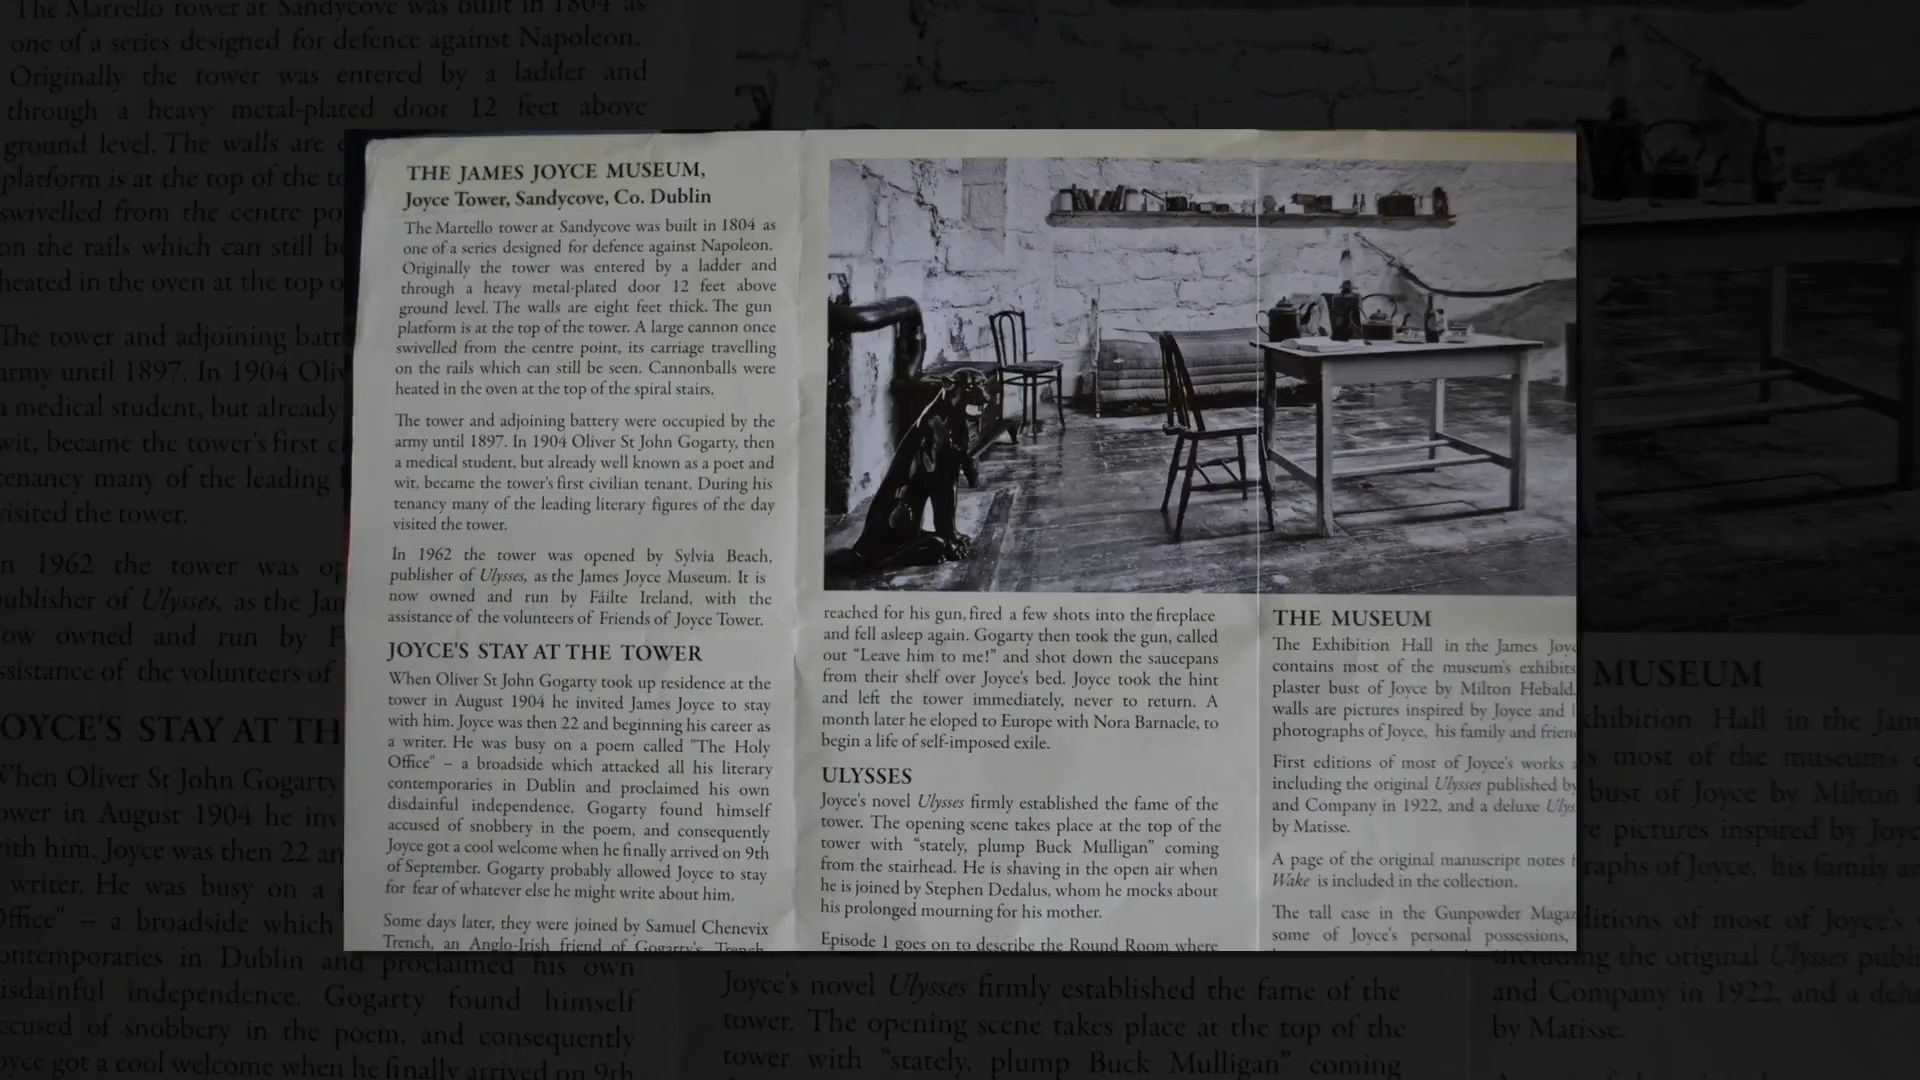 THE JAMES JOYCE MUSEUM,
Joyce Tower, Sandycove, Co. Dublin
The Martello tower at Sandycove was built in 1804 as
one of a series designed for defence against Napoleon.
Originally the tower was entered by a ladder and
through a heavy metal-plated door 12 feet above
ground level. The walls are eight feet thick. The gun
platform is at the top of the tower. A large cannon once
swivelled from the centre point, its carriage travelling
on the rails which can still be seen. Cannonballs were
heated in the oven at the top of the spiral stairs.
The tower and adjoining battery were occupied by the
army until 1897. In 1904 Oliver St John Gogarty, then
a medical student, but already well known as a poet and
wit, became the tower's first civilian tenant. During his
tenancy many of the leading literary figures of the day
visited the tower.
In 1962 the tower was opened by Sylvia Beach,
publisher of Ulysses, as the James Joyce Museum. It is
now owned and run by Fáilte Ireland, with the
assistance of the volunteers of Friends of Joyce Tower.
JOYCE'S STAY AT THE TOWER
When Oliver St John Gogarty took up residence at the
tower in August 1904 he invited James Joyce to stay
with him. Joyce was then 22 and beginning his career as
a writer. He was busy on a poem called "The Holy
Office" – a broadside which attacked all his literary
contemporaries in Dublin and proclaimed his own
disdainful independence. Gogarty found himself
accused of snobbery in the poem, and consequently
Joyce got a cool welcome when he finally arrived on 9th
of September. Gogarty probably allowed Joyce to stay
for fear of whatever else he might write about him.
Some days later, they were joined by Samuel Chenevix
Trench, an Anglo-Irish friend of Gogarty's. Trench
reached for his gun, fired a few shots into the fireplace
and fell asleep again. Gogarty then took the gun, called
out “Leave him to me!” and shot down the saucepans
from their shelf over Joyce's bed. Joyce took the hint
and left the tower immediately, never to return. A
month later he eloped to Europe with Nora Barnacle, to
begin a life of self-imposed exile.
ULYSSES
Joyce's novel Ulysses firmly established the fame of the
tower. The opening scene takes place at the top of the
tower with “stately, plump Buck Mulligan” coming
from the stairhead. He is shaving in the open air when
he is joined by Stephen Dedalus, whom he mocks about
his prolonged mourning for his mother.
Episode 1 goes on to describe the Round Room where
THE MUSEUM
The Exhibition Hall in the James
contains most of the museum's exhibits
plaster bust of Joyce by Milton Hebald.
walls are pictures inspired by Joyce and
photographs of Joyce, his family and
First editions of most of Joyce's works
including the original Ulysses published by
and Company in 1922, and a deluxe
by Matisse.
A page of the original manuscript notes
Wake is included in the collection.
The tall case in the Gunpowder
some of Joyce's personal possessions,